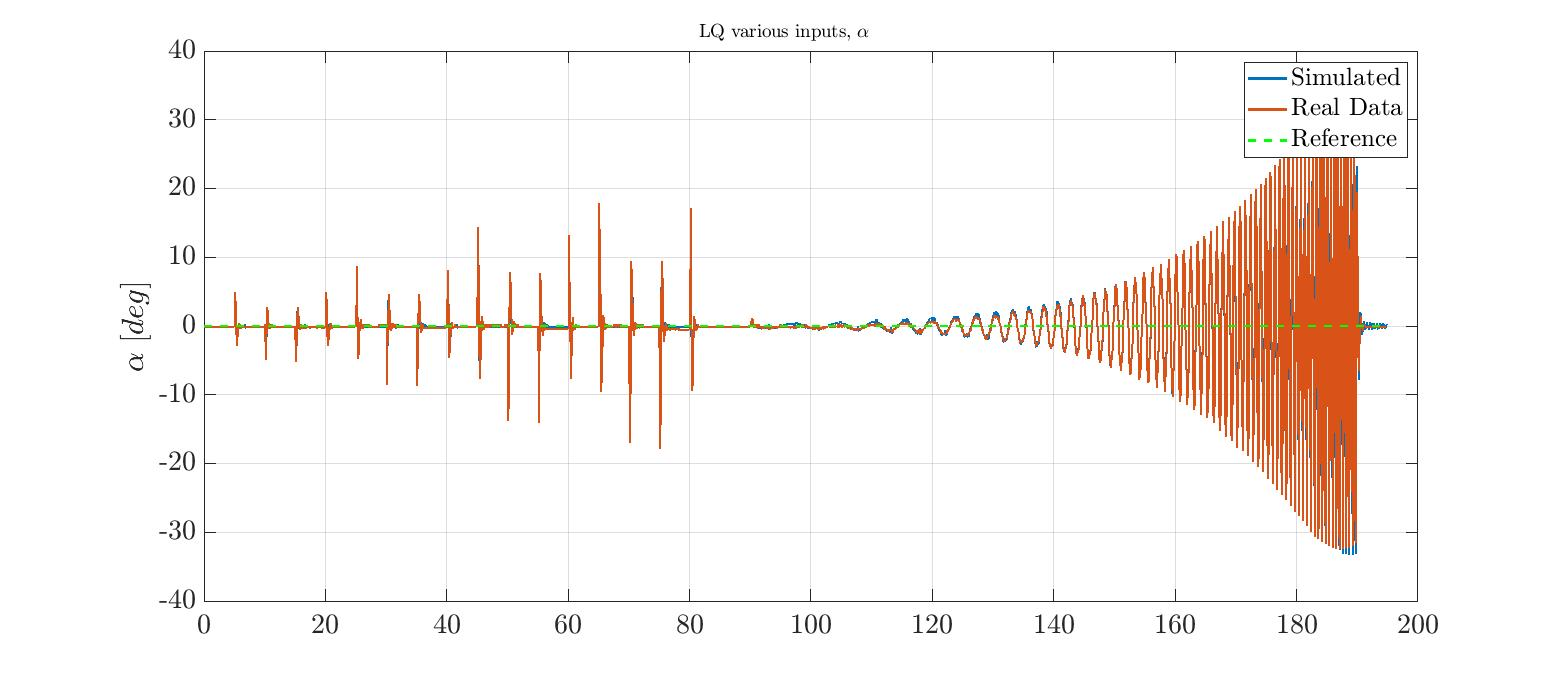 LQ various inputs, α
40
30
20
10
0
-10
-20
-30
-40
α [deg]
Simulated
Real Data
Reference
0 20 40 60 80 100 120 140 160 180 200